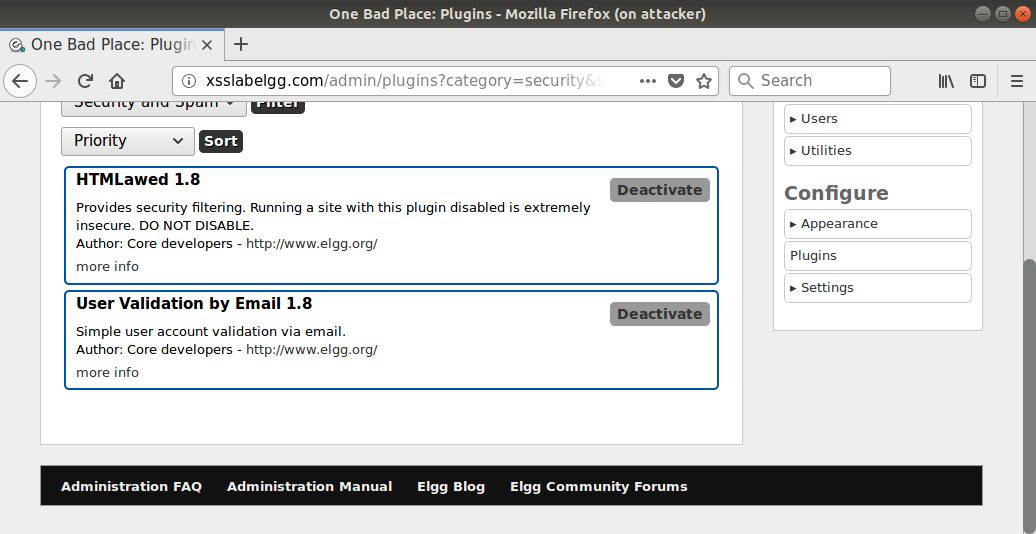 One Bad Place: Plugins - Mozilla Firefox (on attacker)
One Bad Place: Plugin
xsslabelgg.com/admin/plugins?category=security&s
Search
Security and Spam Filter
Priority Sort
HTMLawed 1.8
Deactivate
Provides security filtering. Running a site with this plugin disabled is extremely
insecure. DO NOT DISABLE.
Author: Core developers - http://www.elgg.org/
more info
User Validation by Email 1.8
Deactivate
Simple user account validation via email.
Author: Core developers - http://www.elgg.org/
more info
▸ Users
▸ Utilities
Configure
▸ Appearance
Plugins
▸ Settings
Administration FAQ Administration Manual Elgg Blog Elgg Community Forums